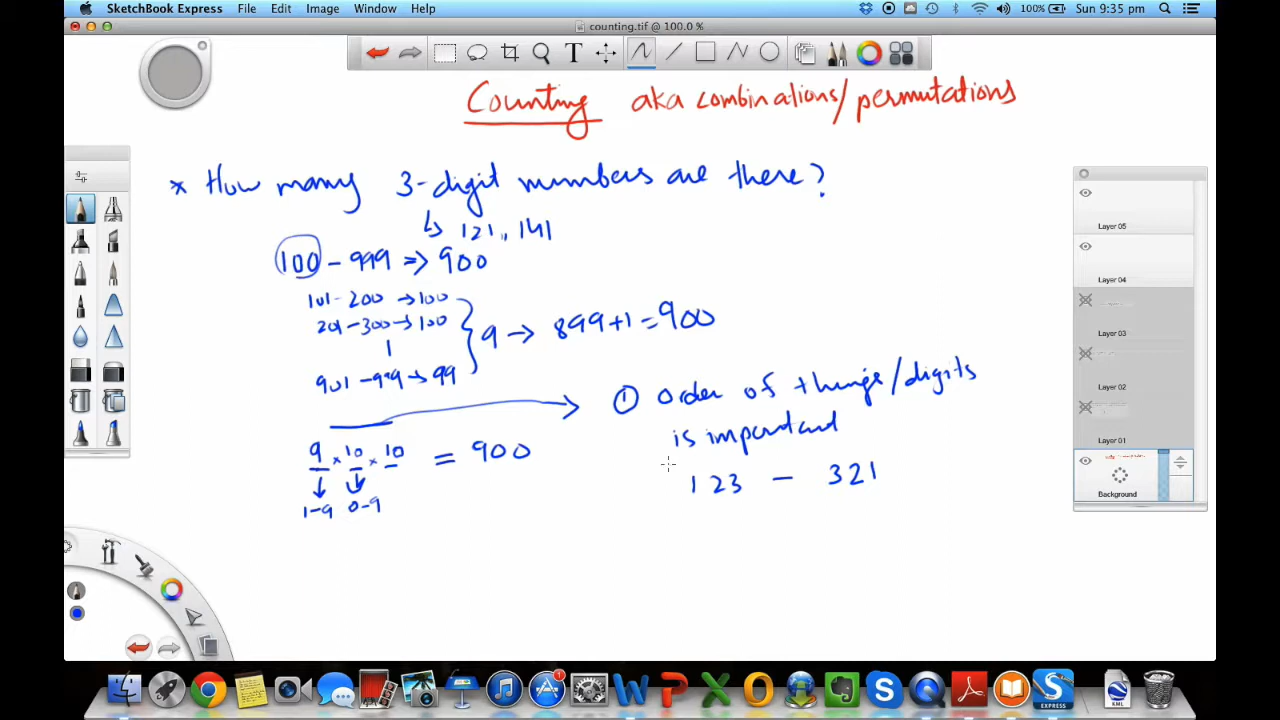 SketchBook Express File Edit Image Window Help 100% Sun 9:35 pm
counting.tif @ 100.0 %
Counting aka combinations/permutations
* How many 3-digit numbers are there?
↳ 121, 141
100 - 999 => 900
101 - 200 → 100
201 - 300 → 100
901 - 999 → 99
9 → 899+1 = 900
① Order of things/digits
is important
9 × 10 × 10 = 900
1-9 0-9
123 - 321
Layer 05
Layer 04
Layer 03
Layer 02
Layer 01
Background
EXPRESS
KML